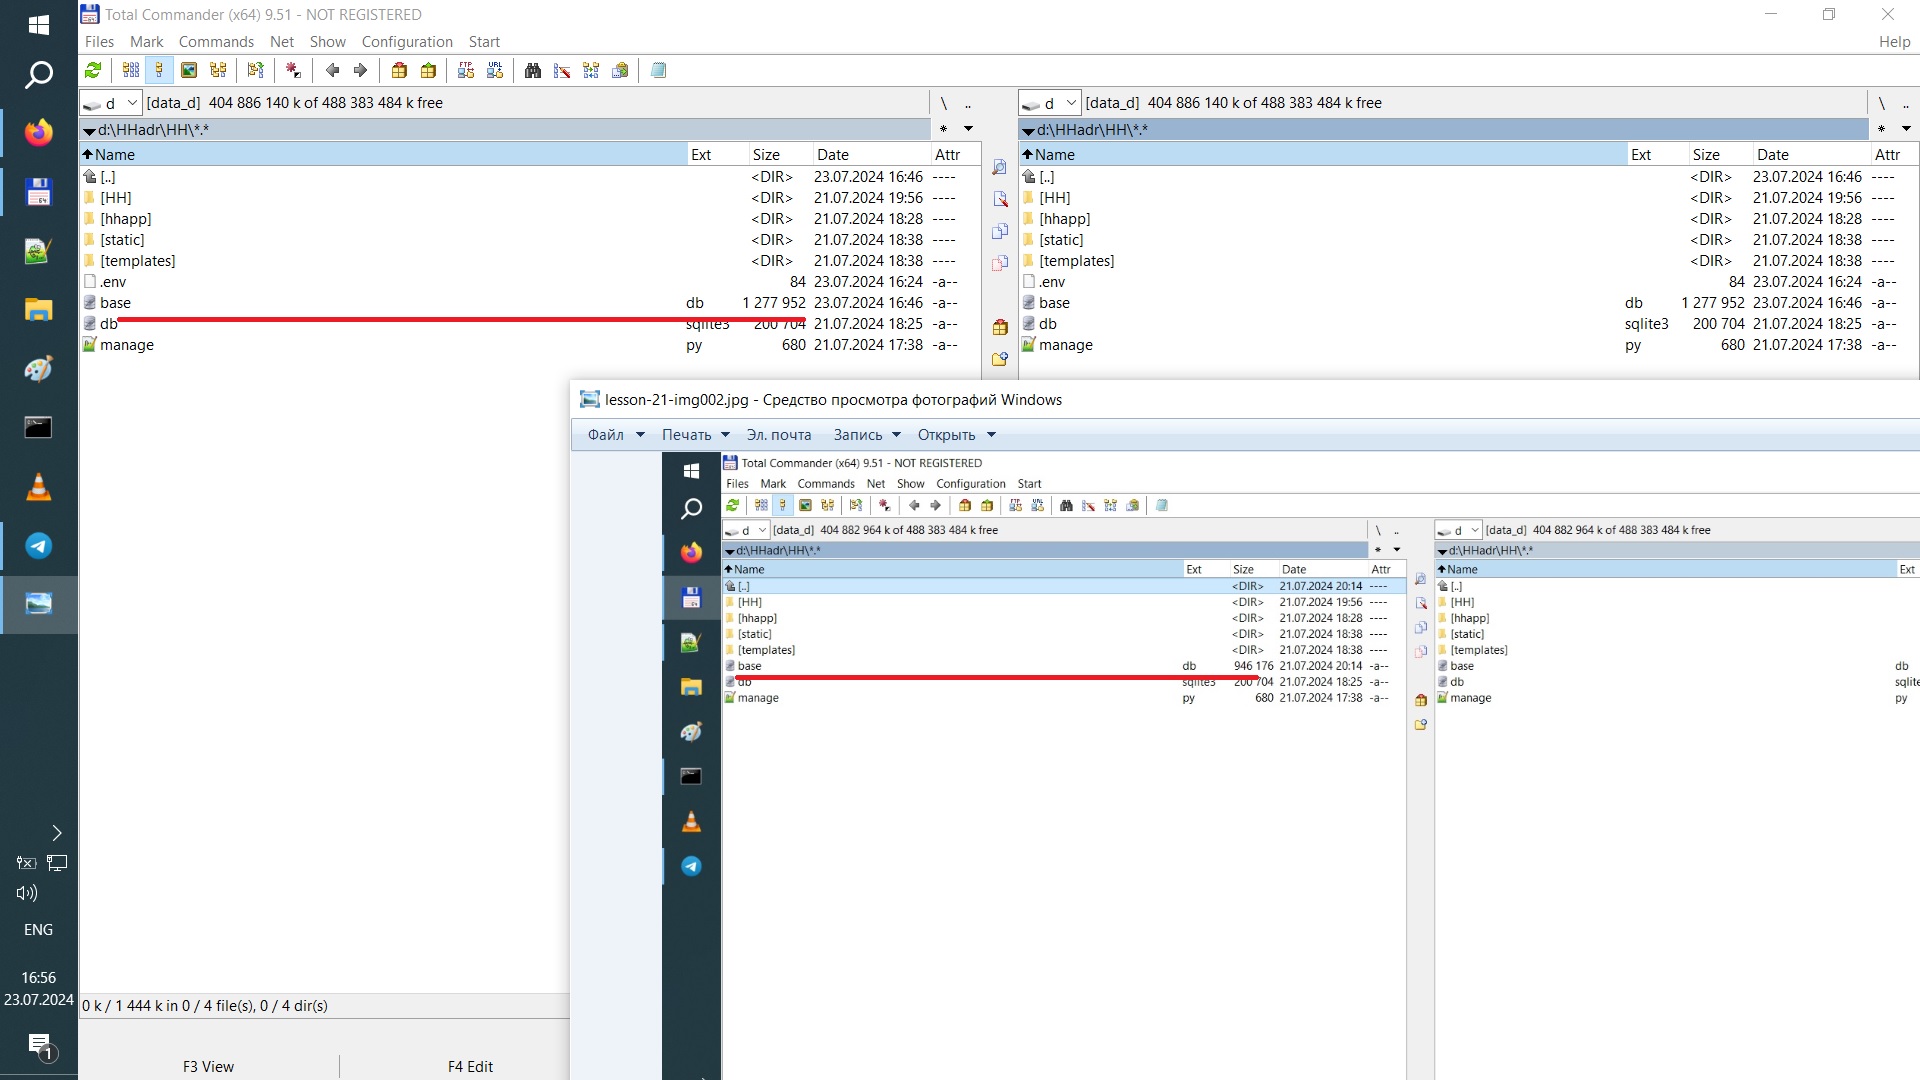 Total Commander (x64) 9.51 - NOT REGISTERED
Files Mark Commands Net Show Configuration Start Help
FTP URL
d [data_d] 404 886 140 k of 488 383 484 k free \ ..
d:\HHadr\HH\*.* *
Name Ext Size Date Attr
[..] <DIR> 23.07.2024 16:46 ----
[HH] <DIR> 21.07.2024 19:56 ----
[hhapp] <DIR> 21.07.2024 18:28 ----
[static] <DIR> 21.07.2024 18:38 ----
[templates] <DIR> 21.07.2024 18:38 ----
.env 84 23.07.2024 16:24 -a--
base db 1 277 952 23.07.2024 16:46 -a--
db sqlite3 200 704 21.07.2024 18:25 -a--
manage py 680 21.07.2024 17:38 -a--
d [data_d] 404 886 140 k of 488 383 484 k free \ ..
d:\HHadr\HH\*.* *
Name Ext Size Date Attr
[..] <DIR> 23.07.2024 16:46 ----
[HH] <DIR> 21.07.2024 19:56 ----
[hhapp] <DIR> 21.07.2024 18:28 ----
[static] <DIR> 21.07.2024 18:38 ----
[templates] <DIR> 21.07.2024 18:38 ----
.env 84 23.07.2024 16:24 -a--
base db 1 277 952 23.07.2024 16:46 -a--
db sqlite3 200 704 21.07.2024 18:25 -a--
manage py 680 21.07.2024 17:38 -a--
lesson-21-img002.jpg - Средство просмотра фотографий Windows
Файл Печать Эл. почта Запись Открыть
Total Commander (x64) 9.51 - NOT REGISTERED
Files Mark Commands Net Show Configuration Start
d [data_d] 404 882 964 k of 488 383 484 k free \ ..
d:\HHadr\HH\*.* *
Name Ext Size Date Attr
[..] <DIR> 21.07.2024 20:14 ----
[HH] <DIR> 21.07.2024 19:56 ----
[hhapp] <DIR> 21.07.2024 18:28 ----
[static] <DIR> 21.07.2024 18:38 ----
[templates] <DIR> 21.07.2024 18:38 ----
base db 946 176 21.07.2024 20:14 -a--
db sqlite3 200 704 21.07.2024 18:25 -a--
manage py 680 21.07.2024 17:38 -a--
d [data_d] 404 882 964 k of 488 383 484 k free
d:\HHadr\HH\*.*
Name Ext
[..]
[HH]
[hhapp]
[static]
[templates]
base db
db sqlite
manage py
ENG
16:56
23.07.2024
1
0 k / 1 444 k in 0 / 4 file(s), 0 / 4 dir(s)
F3 View F4 Edit